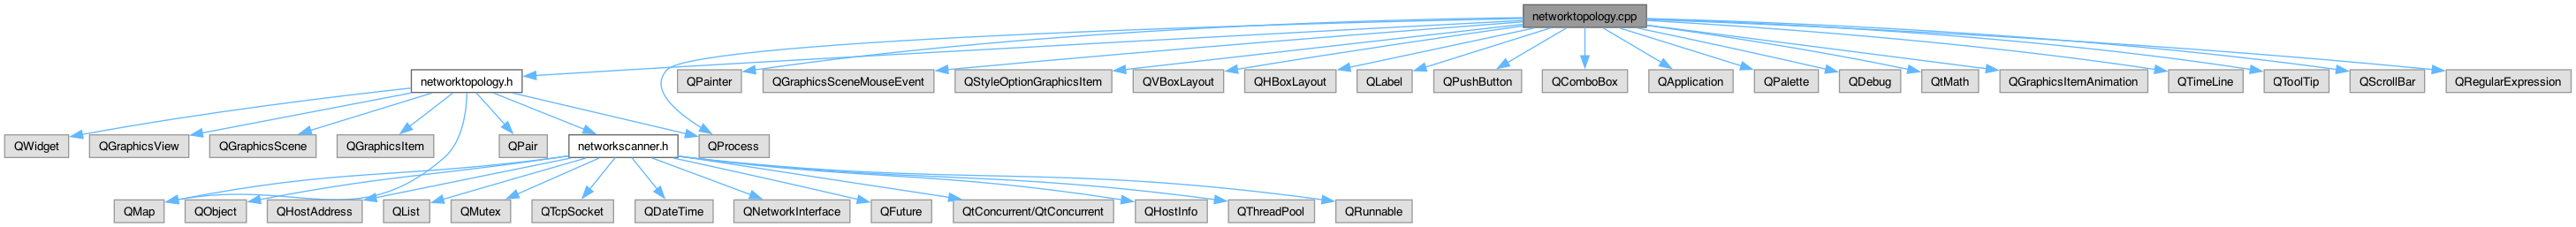 networktopology.cpp
networktopology.h
QPainter
QGraphicsSceneMouseEvent
QStyleOptionGraphicsItem
QVBoxLayout
QHBoxLayout
QLabel
QPushButton
QComboBox
QApplication
QPalette
QDebug
QtMath
QGraphicsItemAnimation
QTimeLine
QToolTip
QScrollBar
QRegularExpression
QWidget
QGraphicsView
QGraphicsScene
QGraphicsItem
QPair
networkscanner.h
QProcess
QMap
QObject
QHostAddress
QList
QMutex
QTcpSocket
QDateTime
QNetworkInterface
QFuture
QtConcurrent/QtConcurrent
QHostInfo
QThreadPool
QRunnable